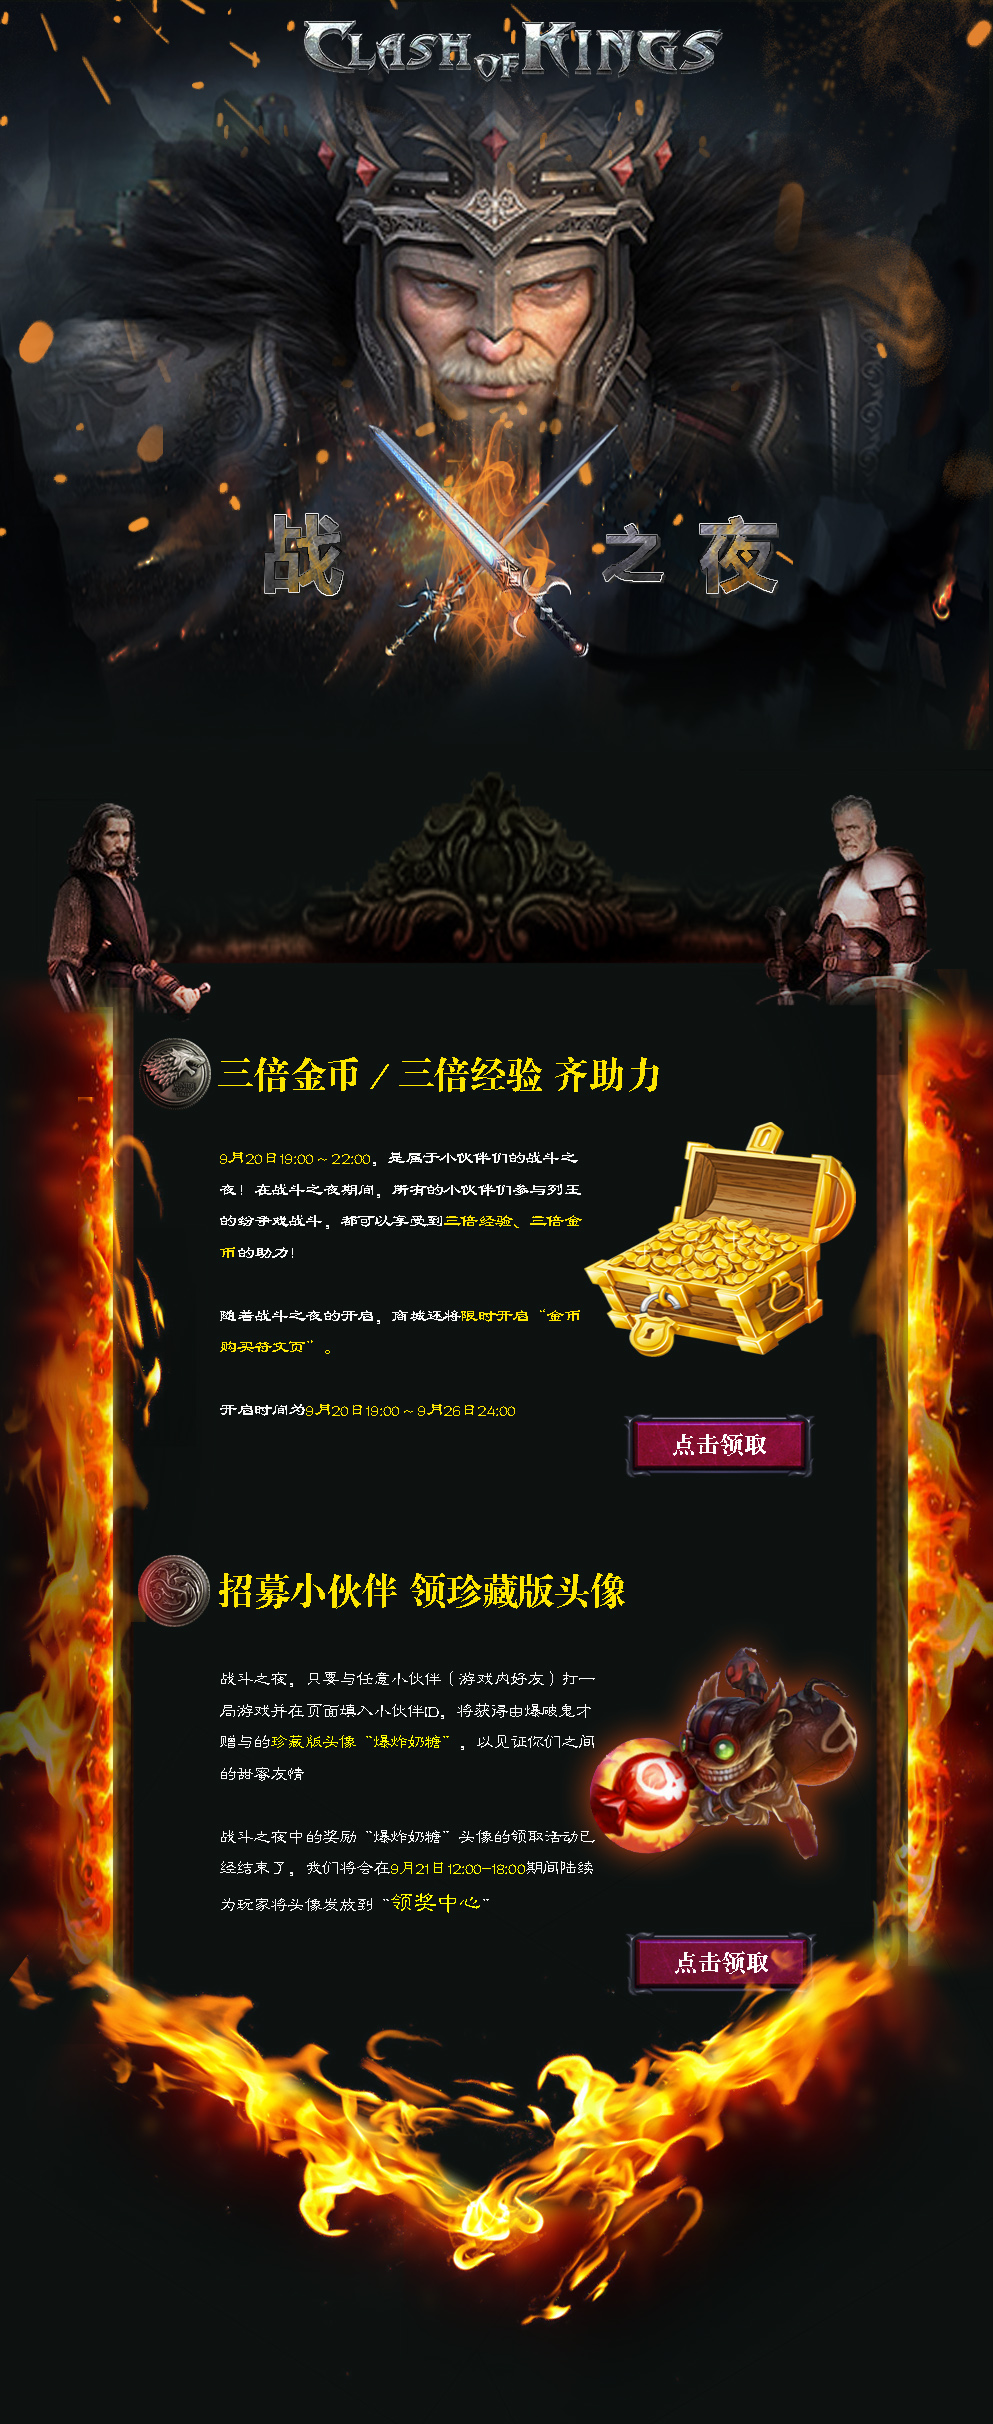 CLASH OF KINGS
战之夜
三倍金币 / 三倍经验 齐助力
9月20日19:00～22:00，是属于小伙伴们的战斗之
夜！在战斗之夜期间，所有的小伙伴们参与列王
的纷争戏战斗，都可以享受到三倍经验、三倍金
币的助力！
随着战斗之夜的开启，商城还将限时开启“金币
购买符文页”。
开启时间为9月20日19:00～9月26日24:00
点击领取
招募小伙伴 领珍藏版头像
战斗之夜，只要与任意小伙伴（游戏内好友）打一
局游戏并在页面填入小伙伴ID，将获得由爆破鬼才
赠与的珍藏版头像“爆炸奶糖”，以见证你们之间
的甜蜜友情
战斗之夜中的奖励“爆炸奶糖”头像的领取活动已
经结束了，我们将会在9月21日12:00-18:00期间陆续
为玩家将头像发放到“领奖中心”
点击领取